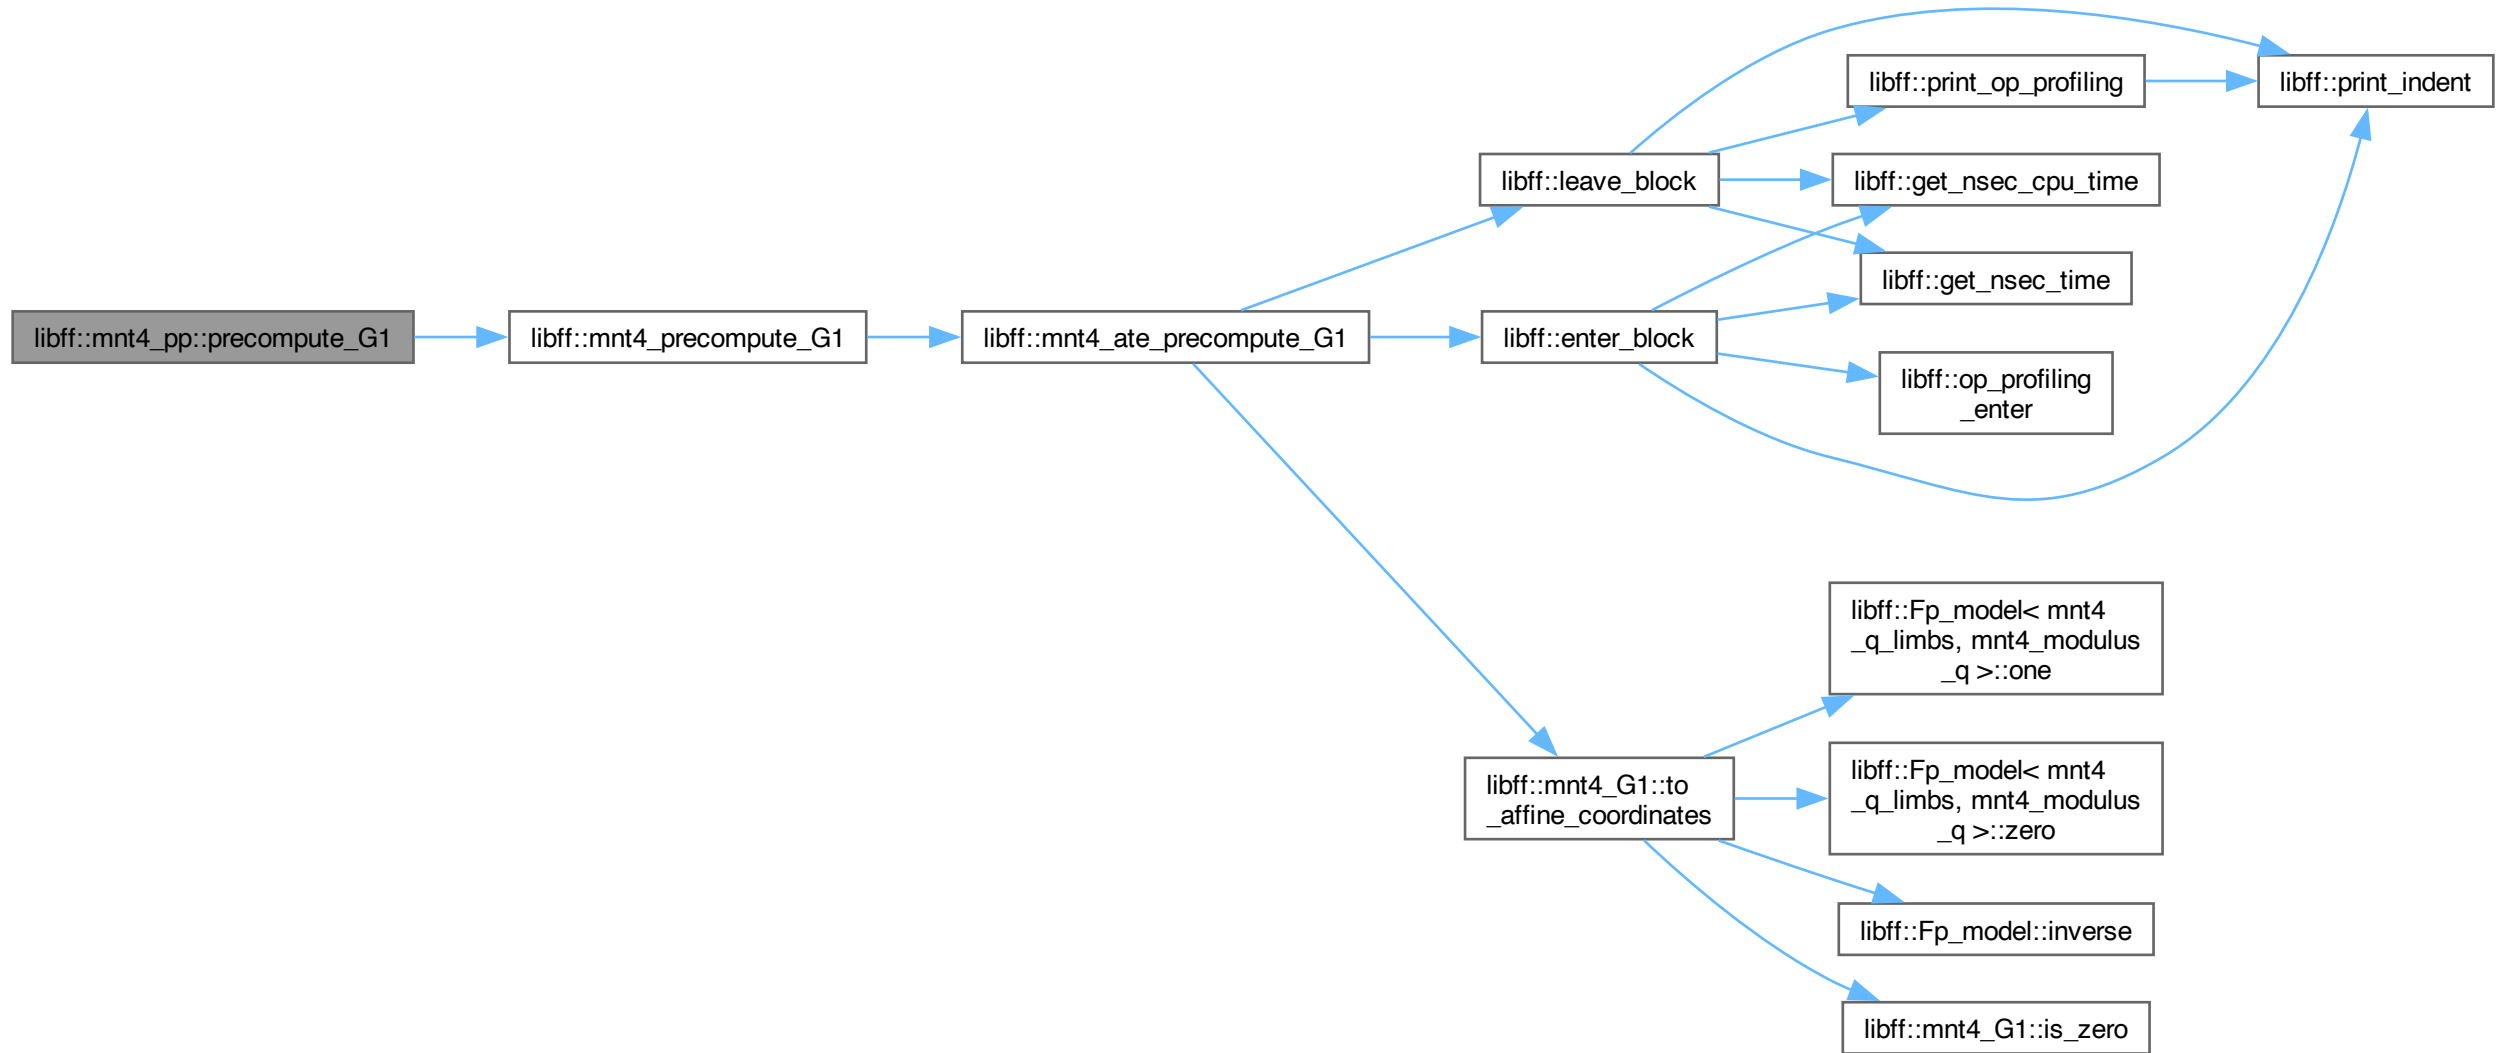 libff::mnt4_pp::precompute_G1
libff::mnt4_precompute_G1
libff::mnt4_ate_precompute_G1
libff::leave_block
libff::print_op_profiling
libff::print_indent
libff::get_nsec_cpu_time
libff::get_nsec_time
libff::enter_block
libff::op_profiling
_enter
libff::mnt4_G1::to
_affine_coordinates
libff::Fp_model< mnt4
_q_limbs, mnt4_modulus
_q >::one
libff::Fp_model< mnt4
_q_limbs, mnt4_modulus
_q >::zero
libff::Fp_model::inverse
libff::mnt4_G1::is_zero